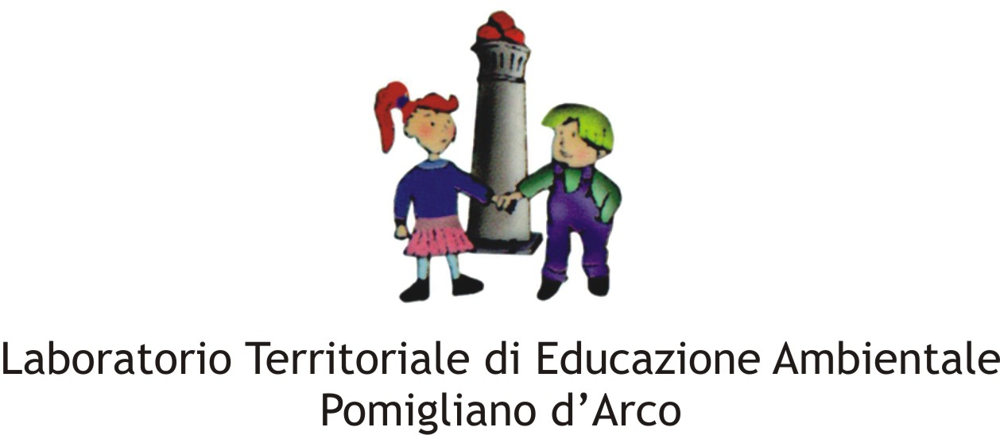 Laboratorio Territoriale di Educazione Ambientale
Pomigliano d’Arco